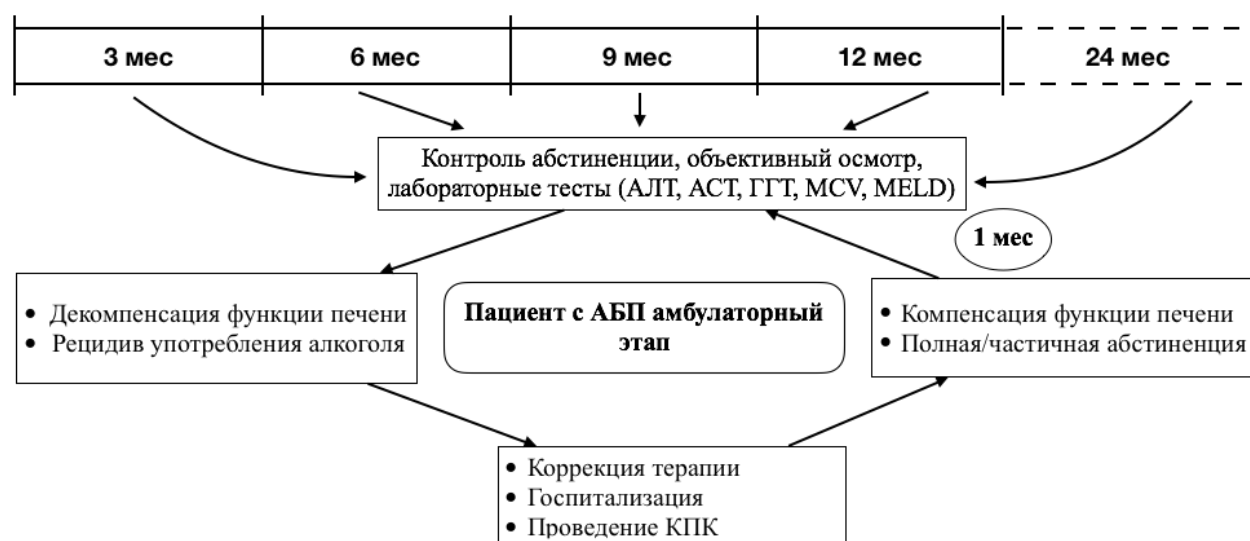 3 мес
6 мес
9 мес
12 мес
24 мес
Контроль абстиненции, объективный осмотр,
лабораторные тесты (АЛТ, АСТ, ГГТ, MCV, MELD)
1 мес
• Декомпенсация функции печени
• Рецидив употребления алкоголя
Пациент с АБП амбулаторный
этап
• Компенсация функции печени
• Полная/частичная абстиненция
• Коррекция терапии
• Госпитализация
• Проведение КПК